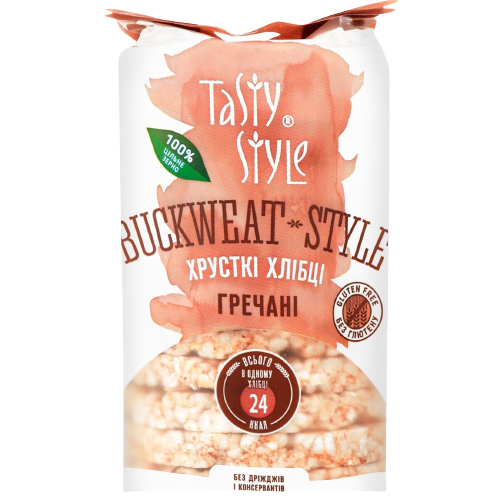 Tasty
Style®
100%
ЦІЛЬНЕ
ЗЕРНО
BUCKWEAT STYLE
ХРУСТКІ ХЛІБЦІ
ГРЕЧАНІ
GLUTEN FREE
БЕЗ ГЛЮТЕНУ
ВСЬОГО
В ОДНОМУ
ХЛІБЦІ
24
ККАЛ
БЕЗ ДРІЖДЖІВ
І КОНСЕРВАНТІВ